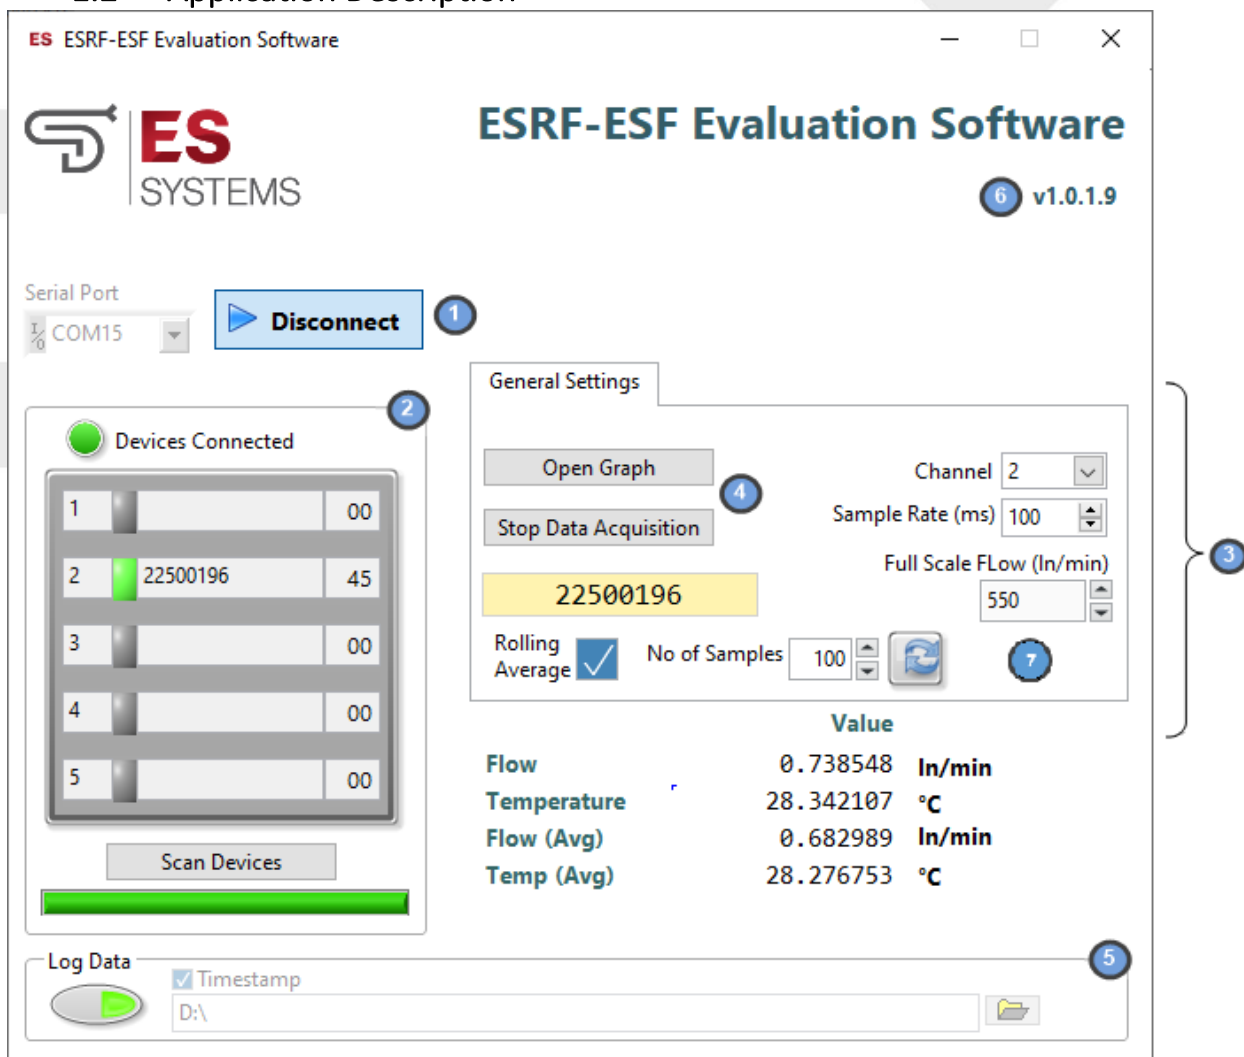 Application Description
ES ESRF-ESF Evaluation Software
ES
SYSTEMS
ESRF-ESF Evaluation Software
6 v1.0.1.9
Serial Port
I/O COM15
Disconnect 1
General Settings
2
Devices Connected
1 00
2 22500196 45
3 00
4 00
5 00
Scan Devices
Open Graph
4
Stop Data Acquisition
Channel 2
Sample Rate (ms) 100
Full Scale FLow (ln/min)
550
22500196
Rolling
Average
No of Samples 100
7
3
Value
Flow 0.738548 ln/min
Temperature 28.342107 °C
Flow (Avg) 0.682989 ln/min
Temp (Avg) 28.276753 °C
Log Data
5
Timestamp
D:\